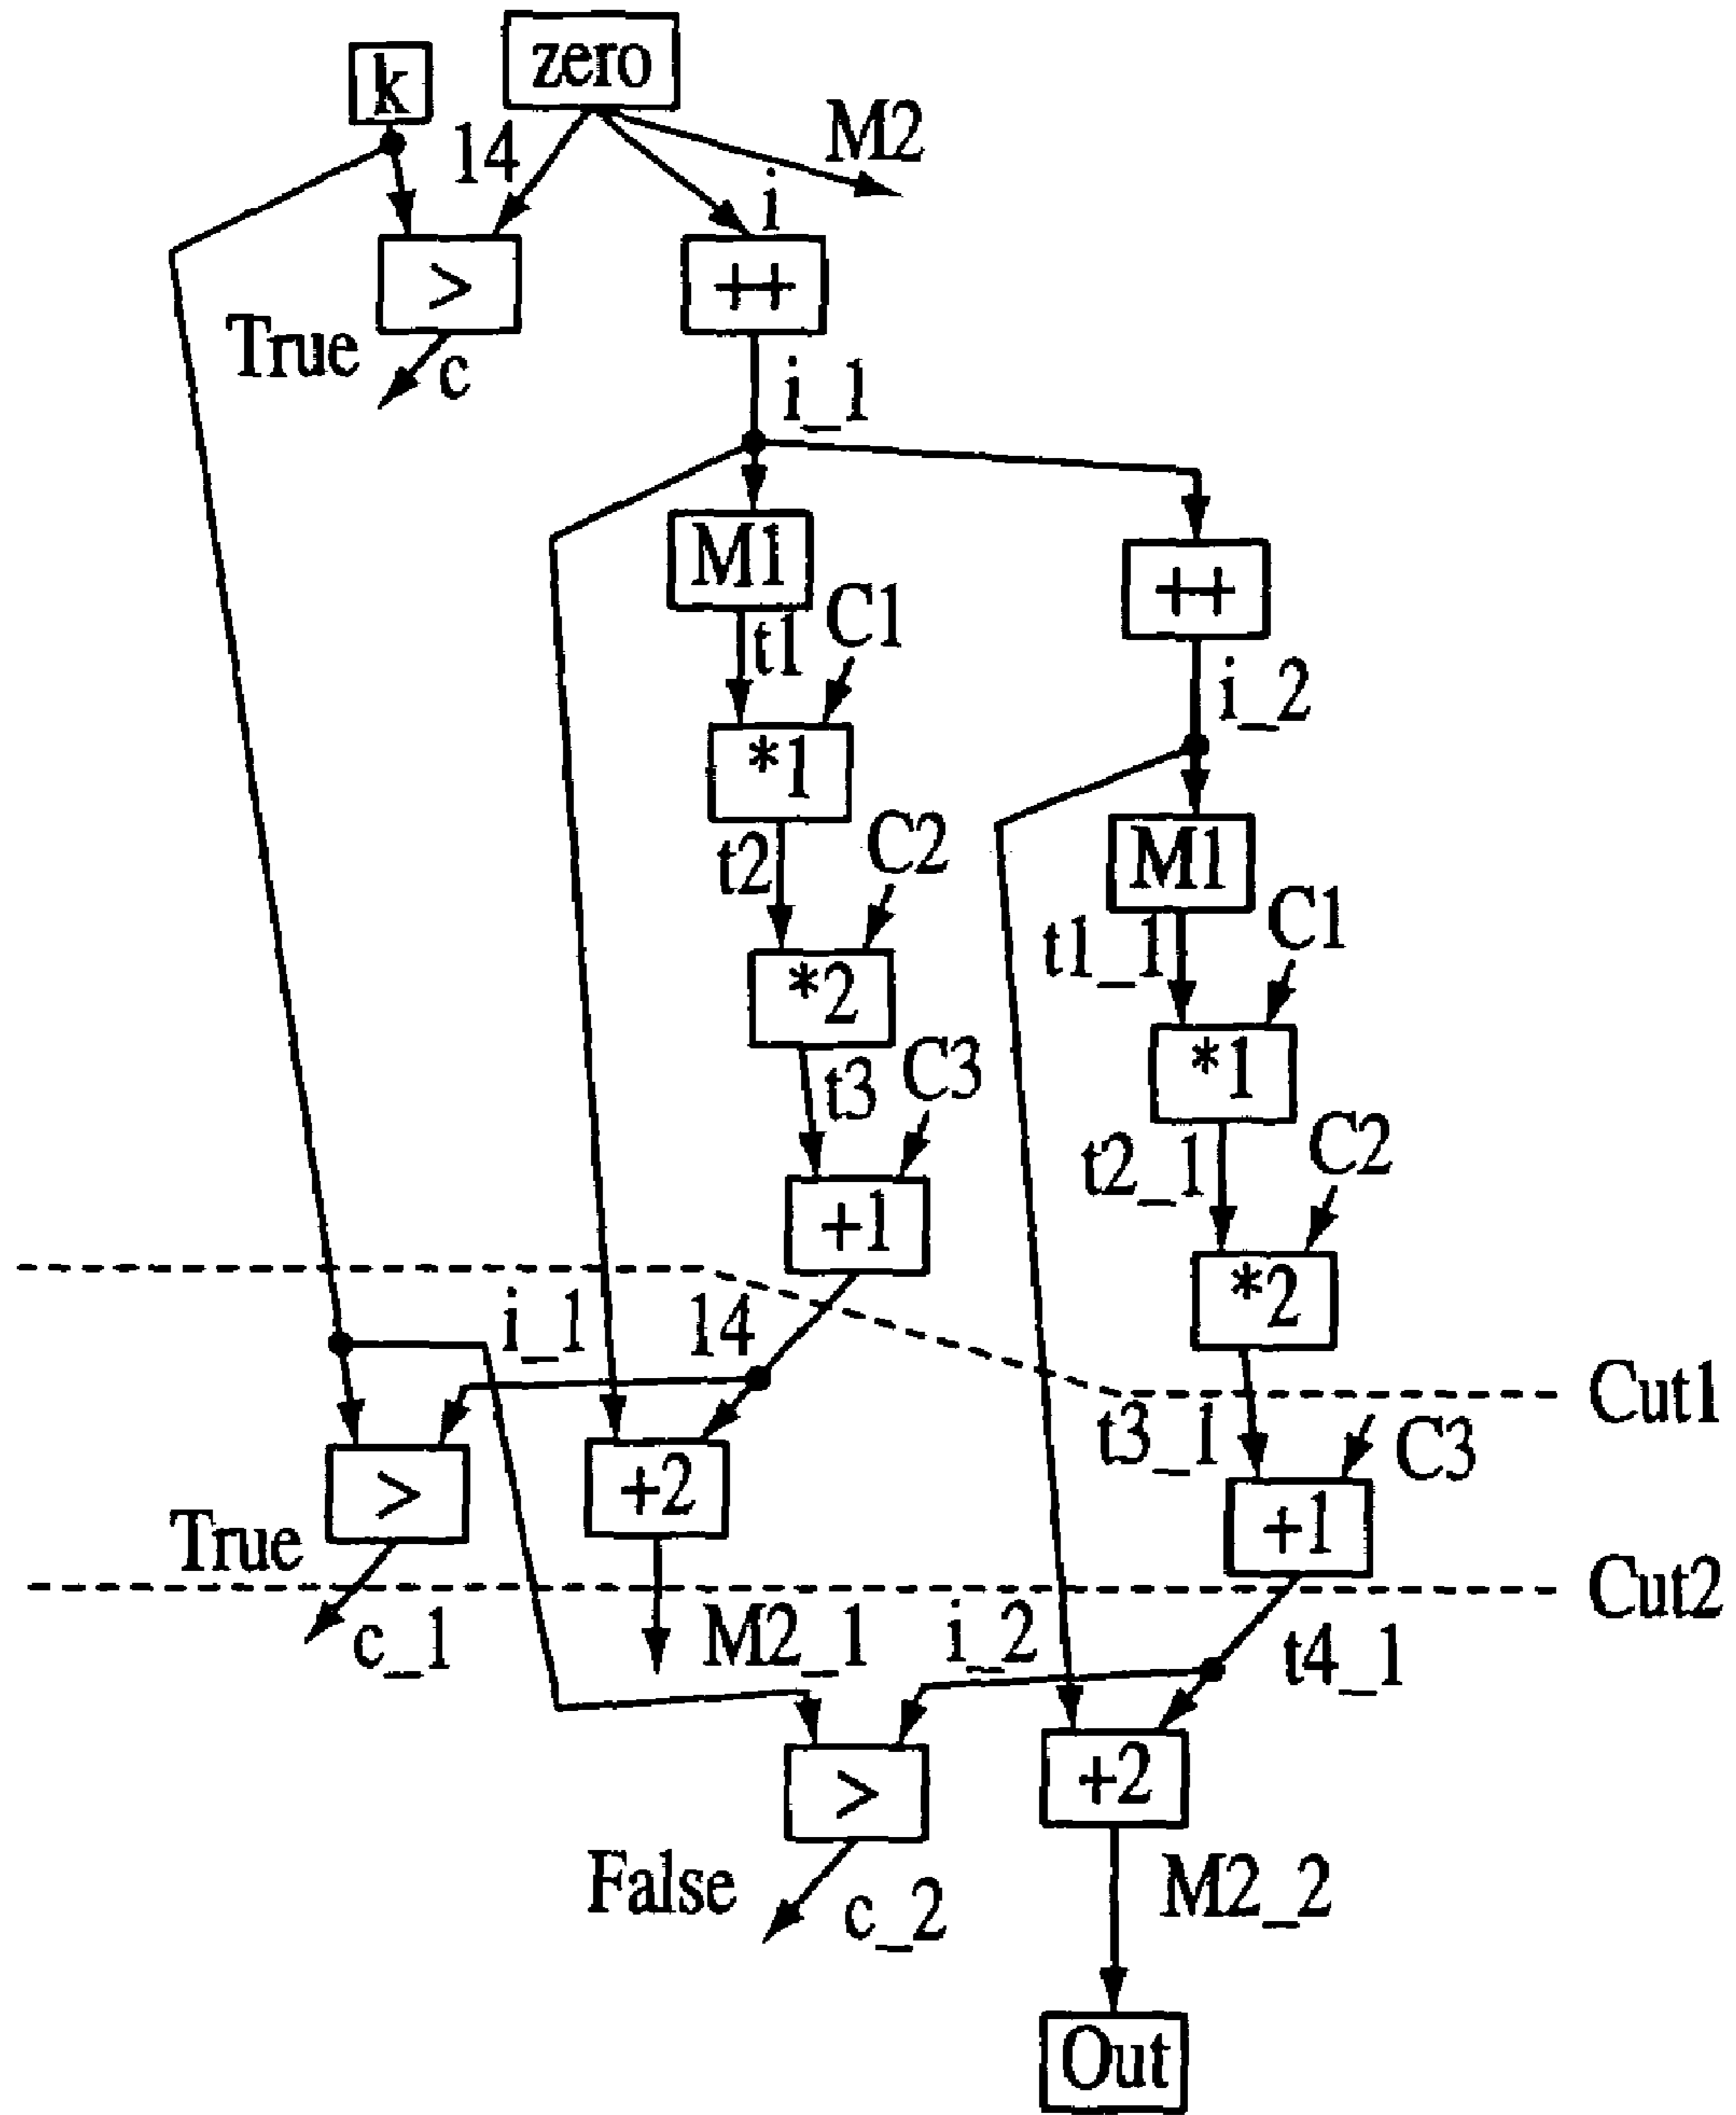 k
zero
14
M2
i
>
++
True
c
i_1
M1
++
t1
C1
i_2
*1
t2
C2
M1
t1_1
C1
*2
t3
C3
*1
t2_1
C2
+1
*2
i_1
14
Cut1
t3_1
C3
>
+2
+1
True
Cut2
c_1
M2_1
i_2
t4_1
>
+2
False
c_2
M2_2
Out